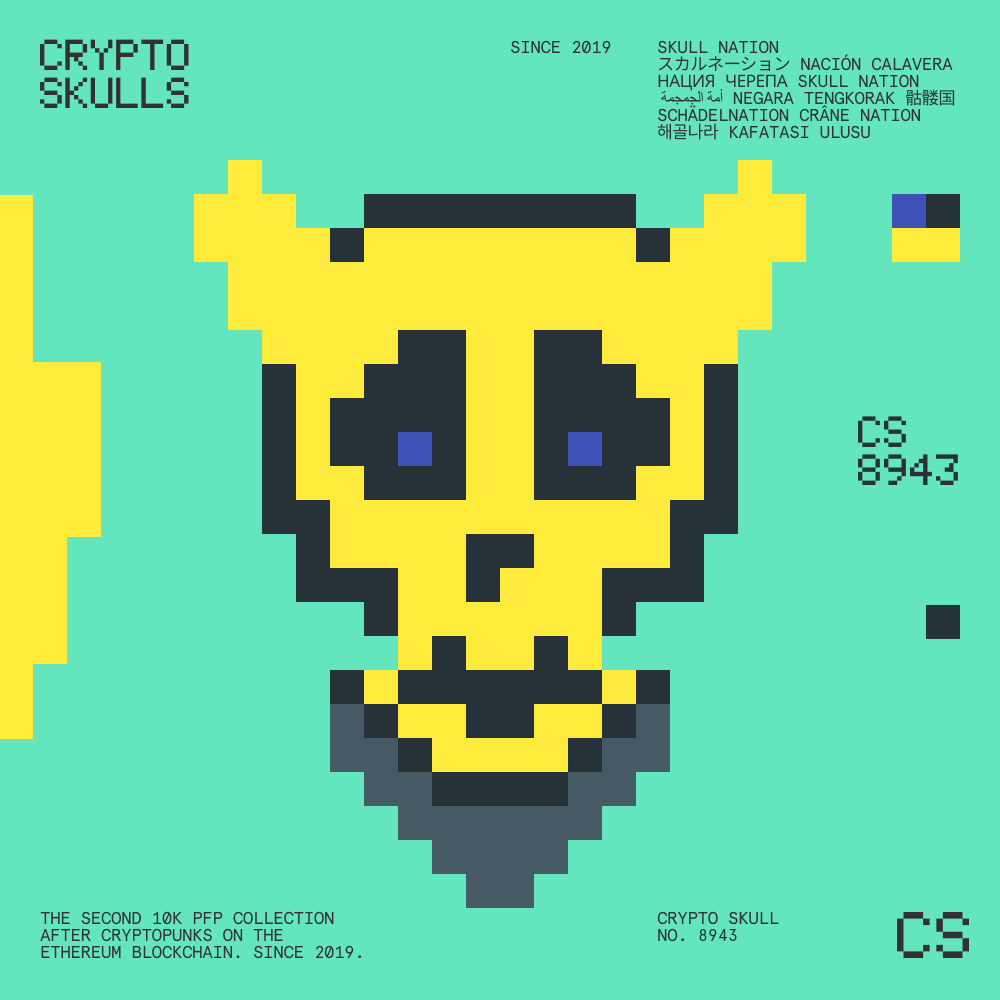 CRYPTO
SKULLS
SINCE 2019
SKULL NATION
スカルネーション NACIÓN CALAVERA
НАЦИЯ ЧЕРЕПА SKULL NATION
أمة الجمجمة NEGARA TENGKORAK 骷髏国
SCHÄDELNATION CRÂNE NATION
해골나라 KAFATASI ULUSU
CS
8943
THE SECOND 10K PFP COLLECTION
AFTER CRYPTOPUNKS ON THE
ETHEREUM BLOCKCHAIN. SINCE 2019.
CRYPTO SKULL
NO. 8943
CS